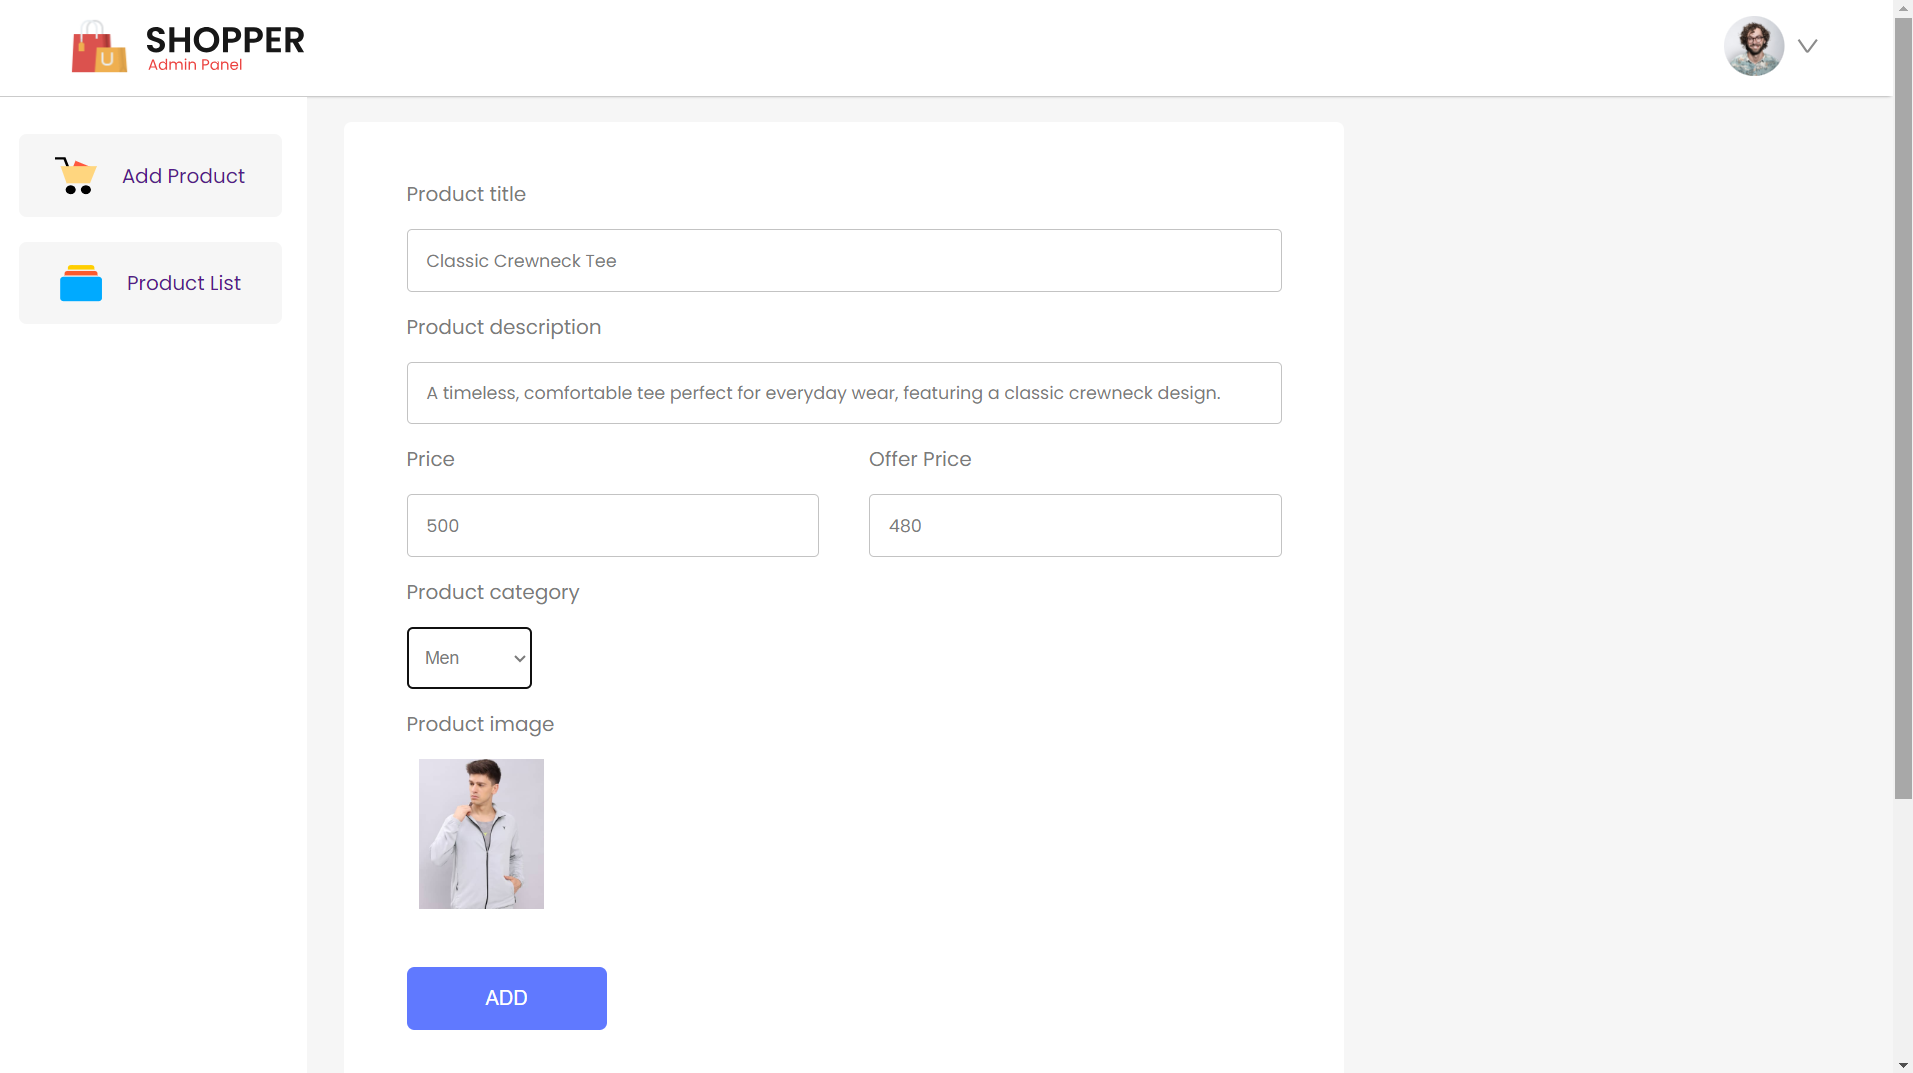 SHOPPER
Admin Panel
Add Product
Product List
Product title
Classic Crewneck Tee
Product description
A timeless, comfortable tee perfect for everyday wear, featuring a classic crewneck design.
Price
Offer Price
500
480
Product category
Men
Product image
ADD